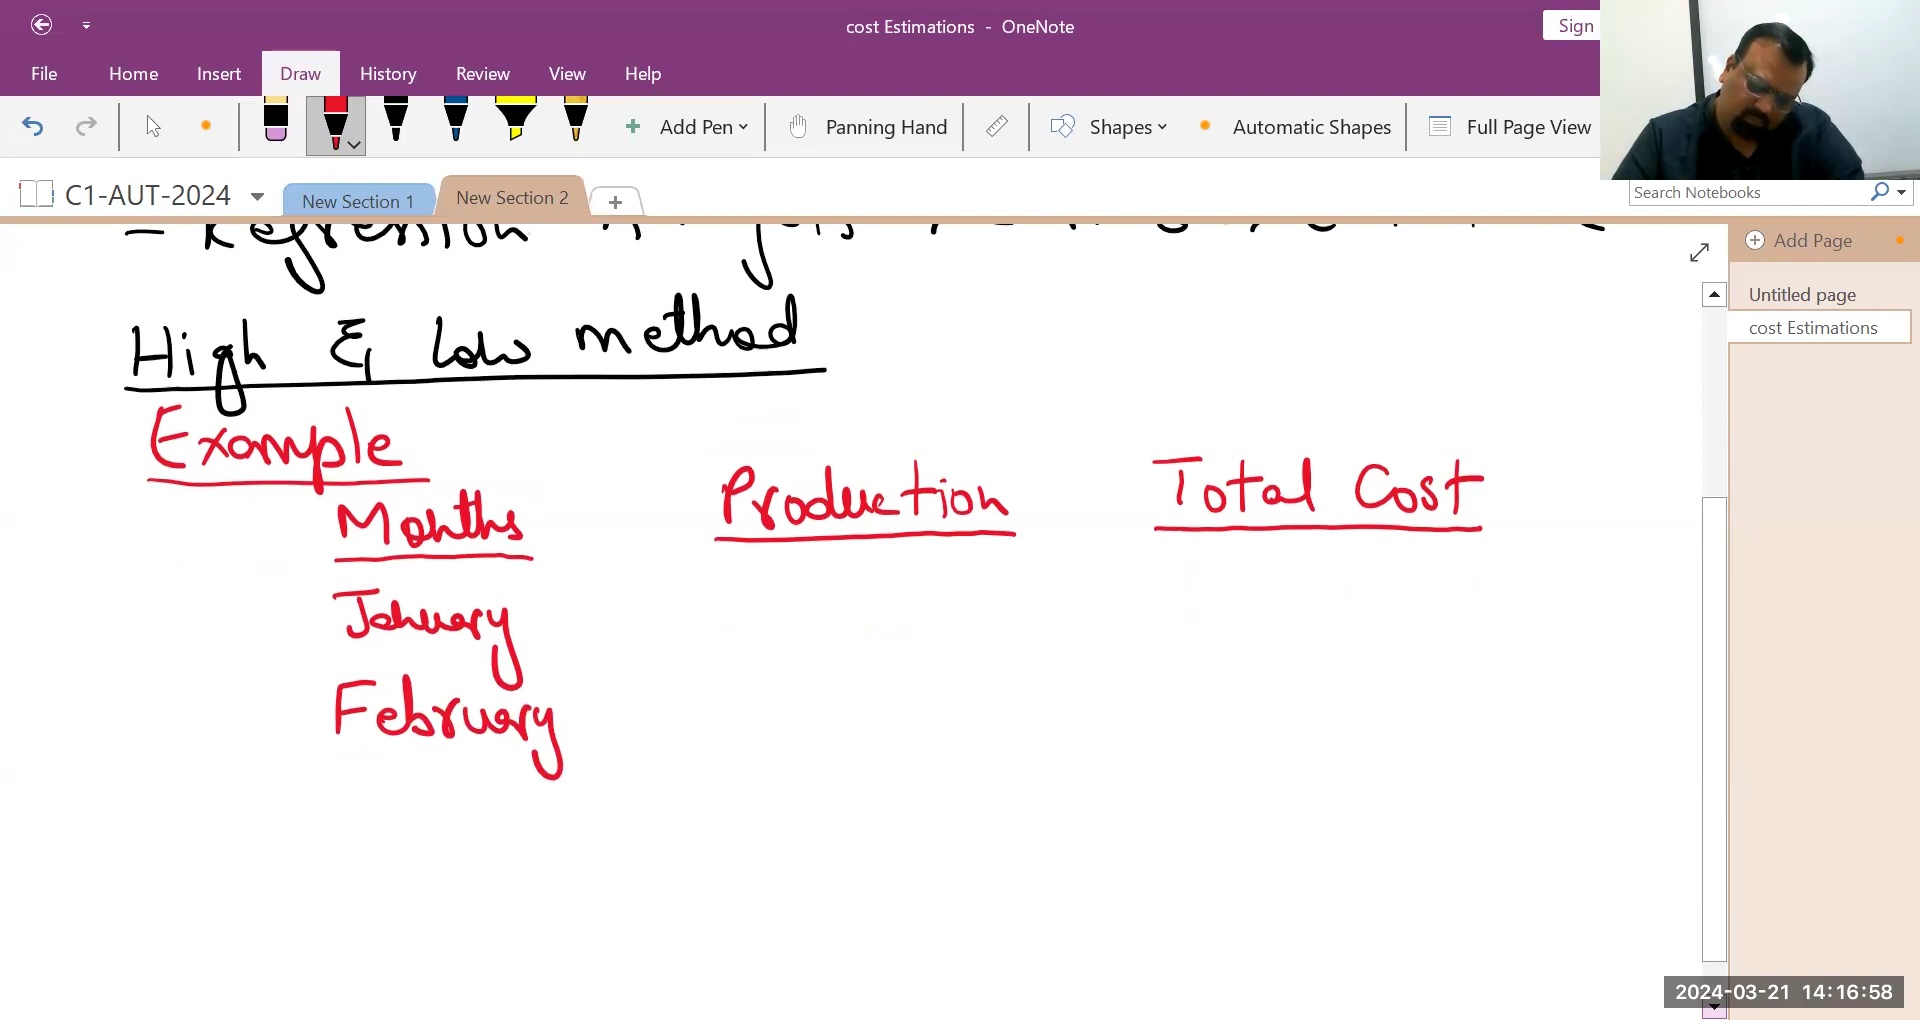 cost Estimations - OneNote
Sign
File Home Insert Draw History Review View Help
Add Pen Panning Hand Shapes Automatic Shapes Full Page View
C1-AUT-2024 New Section 1 New Section 2
Search Notebooks
Add Page
Untitled page
cost Estimations
- Regression
High & Low method
Example
Months Production Total Cost
January
February
2024-03-21 14:16:58